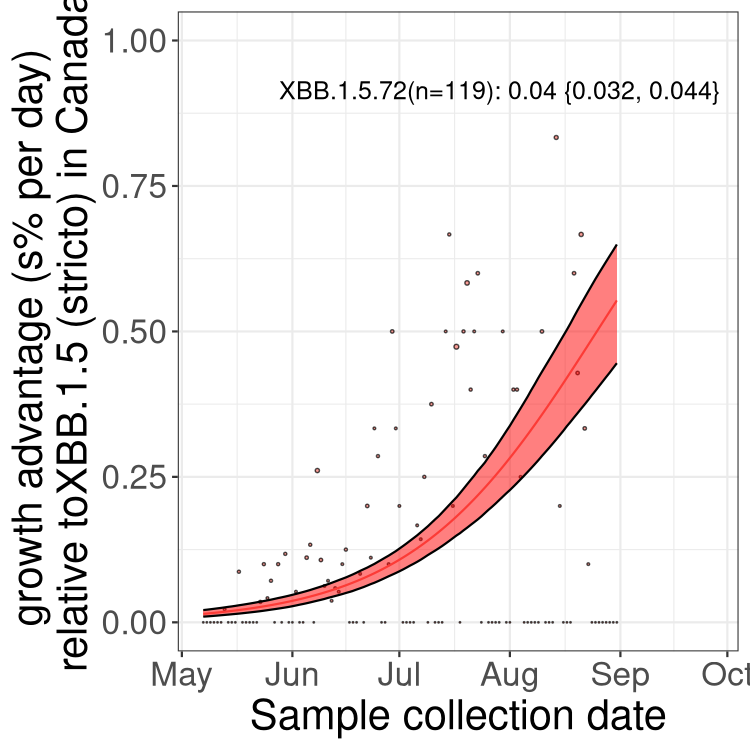 growth advantage (s% per day)
relative toXBB.1.5 (stricto) in Canada
1.00
0.75
0.50
0.25
0.00
XBB.1.5.72(n=119): 0.04 {0.032, 0.044}
May Jun Jul Aug Sep Oct
Sample collection date